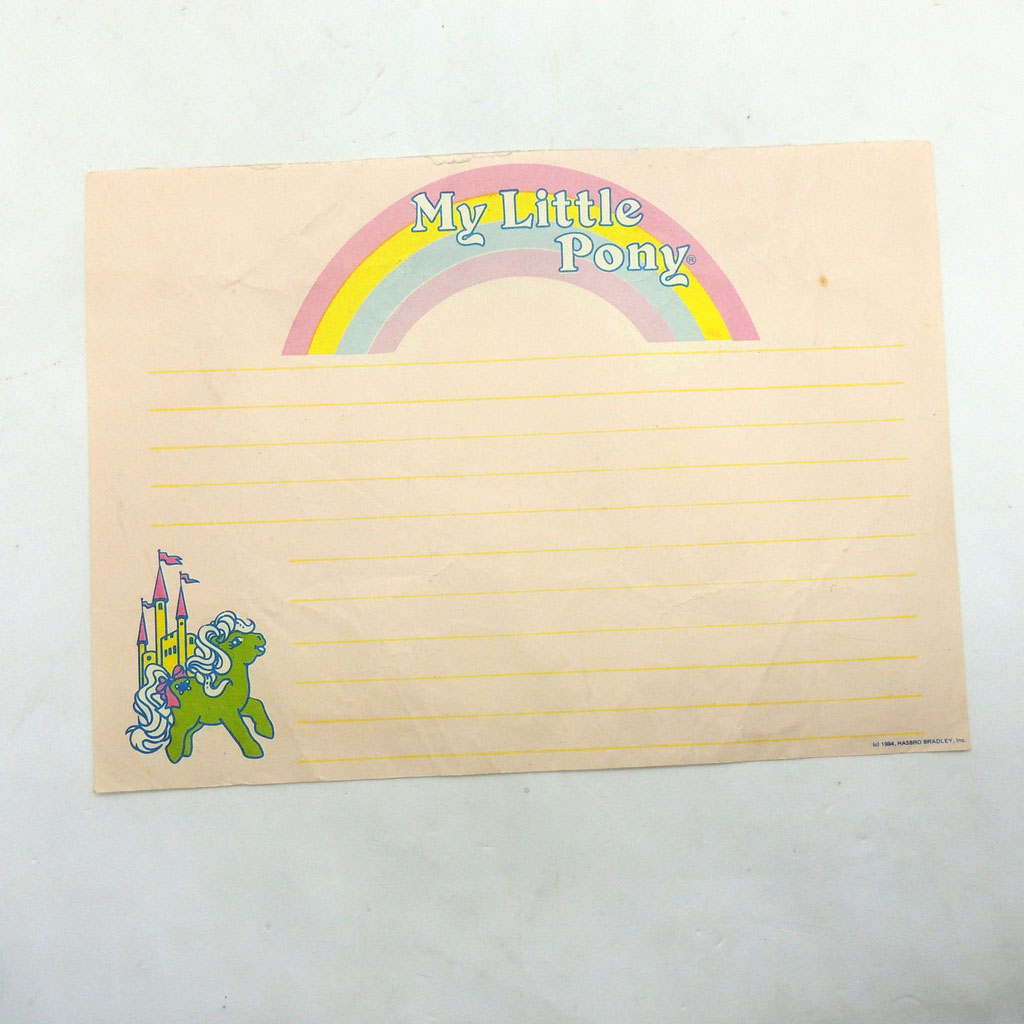 My Little
Pony®
(c) 1984, HASBRO BRADLEY, Inc.